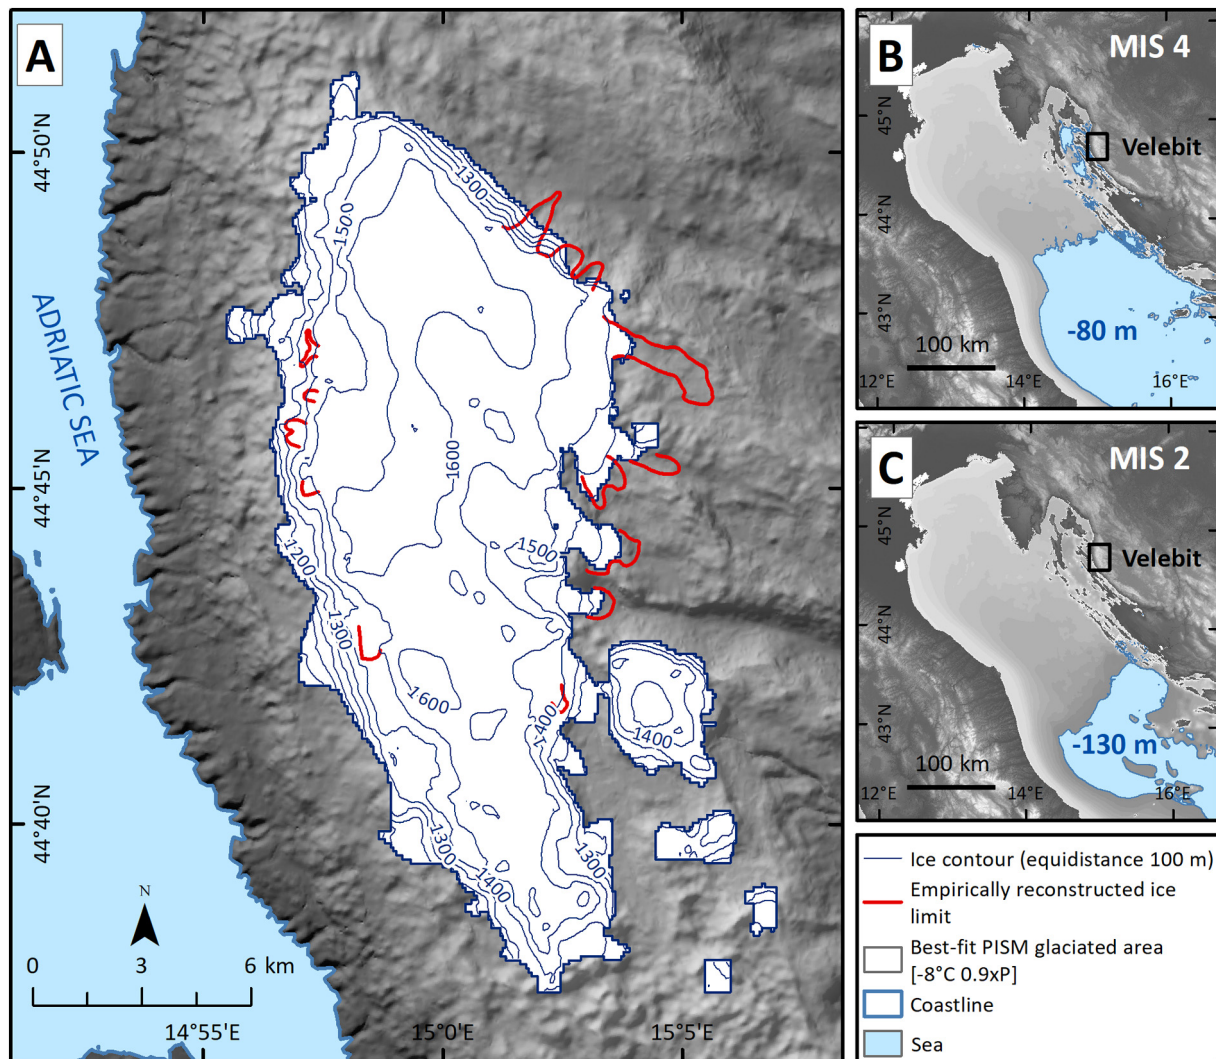 A
44°50'N
44°45'N
44°40'N
ADRIATIC SEA
1300
1500
1600
1500
1200
1300
1600
1400
1400
1300
1400
1300
N
0 3 6 km
14°55'E 15°0'E 15°5'E
B
MIS 4
45°N
44°N
43°N
Velebit
-80 m
100 km
12°E 14°E 16°E
C
MIS 2
45°N
44°N
43°N
Velebit
-130 m
100 km
12°E 14°E 16°E
Ice contour (equidistance 100 m)
Empirically reconstructed ice
limit
Best-fit PISM glaciated area
[-8°C 0.9xP]
Coastline
Sea